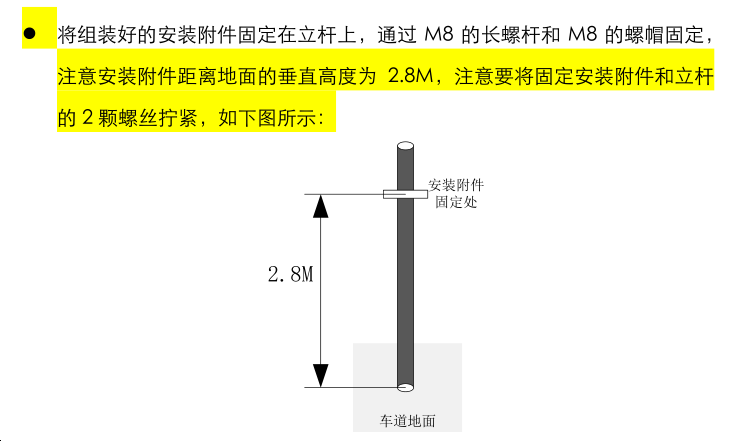 ● 将组装好的安装附件固定在立杆上，通过 M8 的长螺杆和 M8 的螺帽固定，
注意安装附件距离地面的垂直高度为 2.8M，注意要将固定安装附件和立杆
的 2 颗螺丝拧紧，如下图所示：
安装附件
固定处
2.8M
车道地面